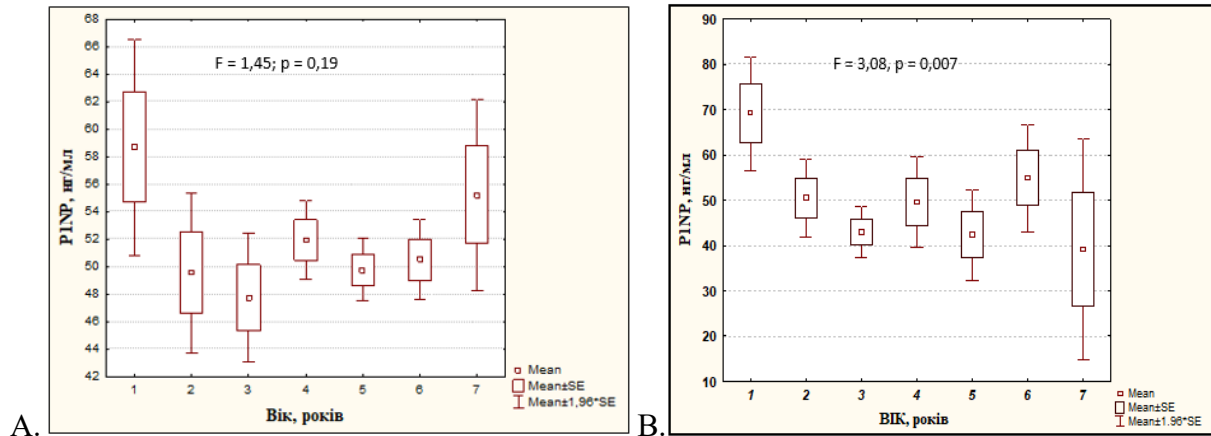 A.
P1NP, нг/мл
68
66
64
62
60
58
56
54
52
50
48
46
44
42
F = 1,45; p = 0,19
1 2 3 4 5 6 7
Вік, років
Mean
Mean±SE
Mean±1,96*SE
B.
P1NP, нг/мл
90
80
70
60
50
40
30
20
10
F = 3,08, p = 0,007
1 2 3 4 5 6 7
ВІК, років
Mean
Mean±SE
Mean±1.96*SE